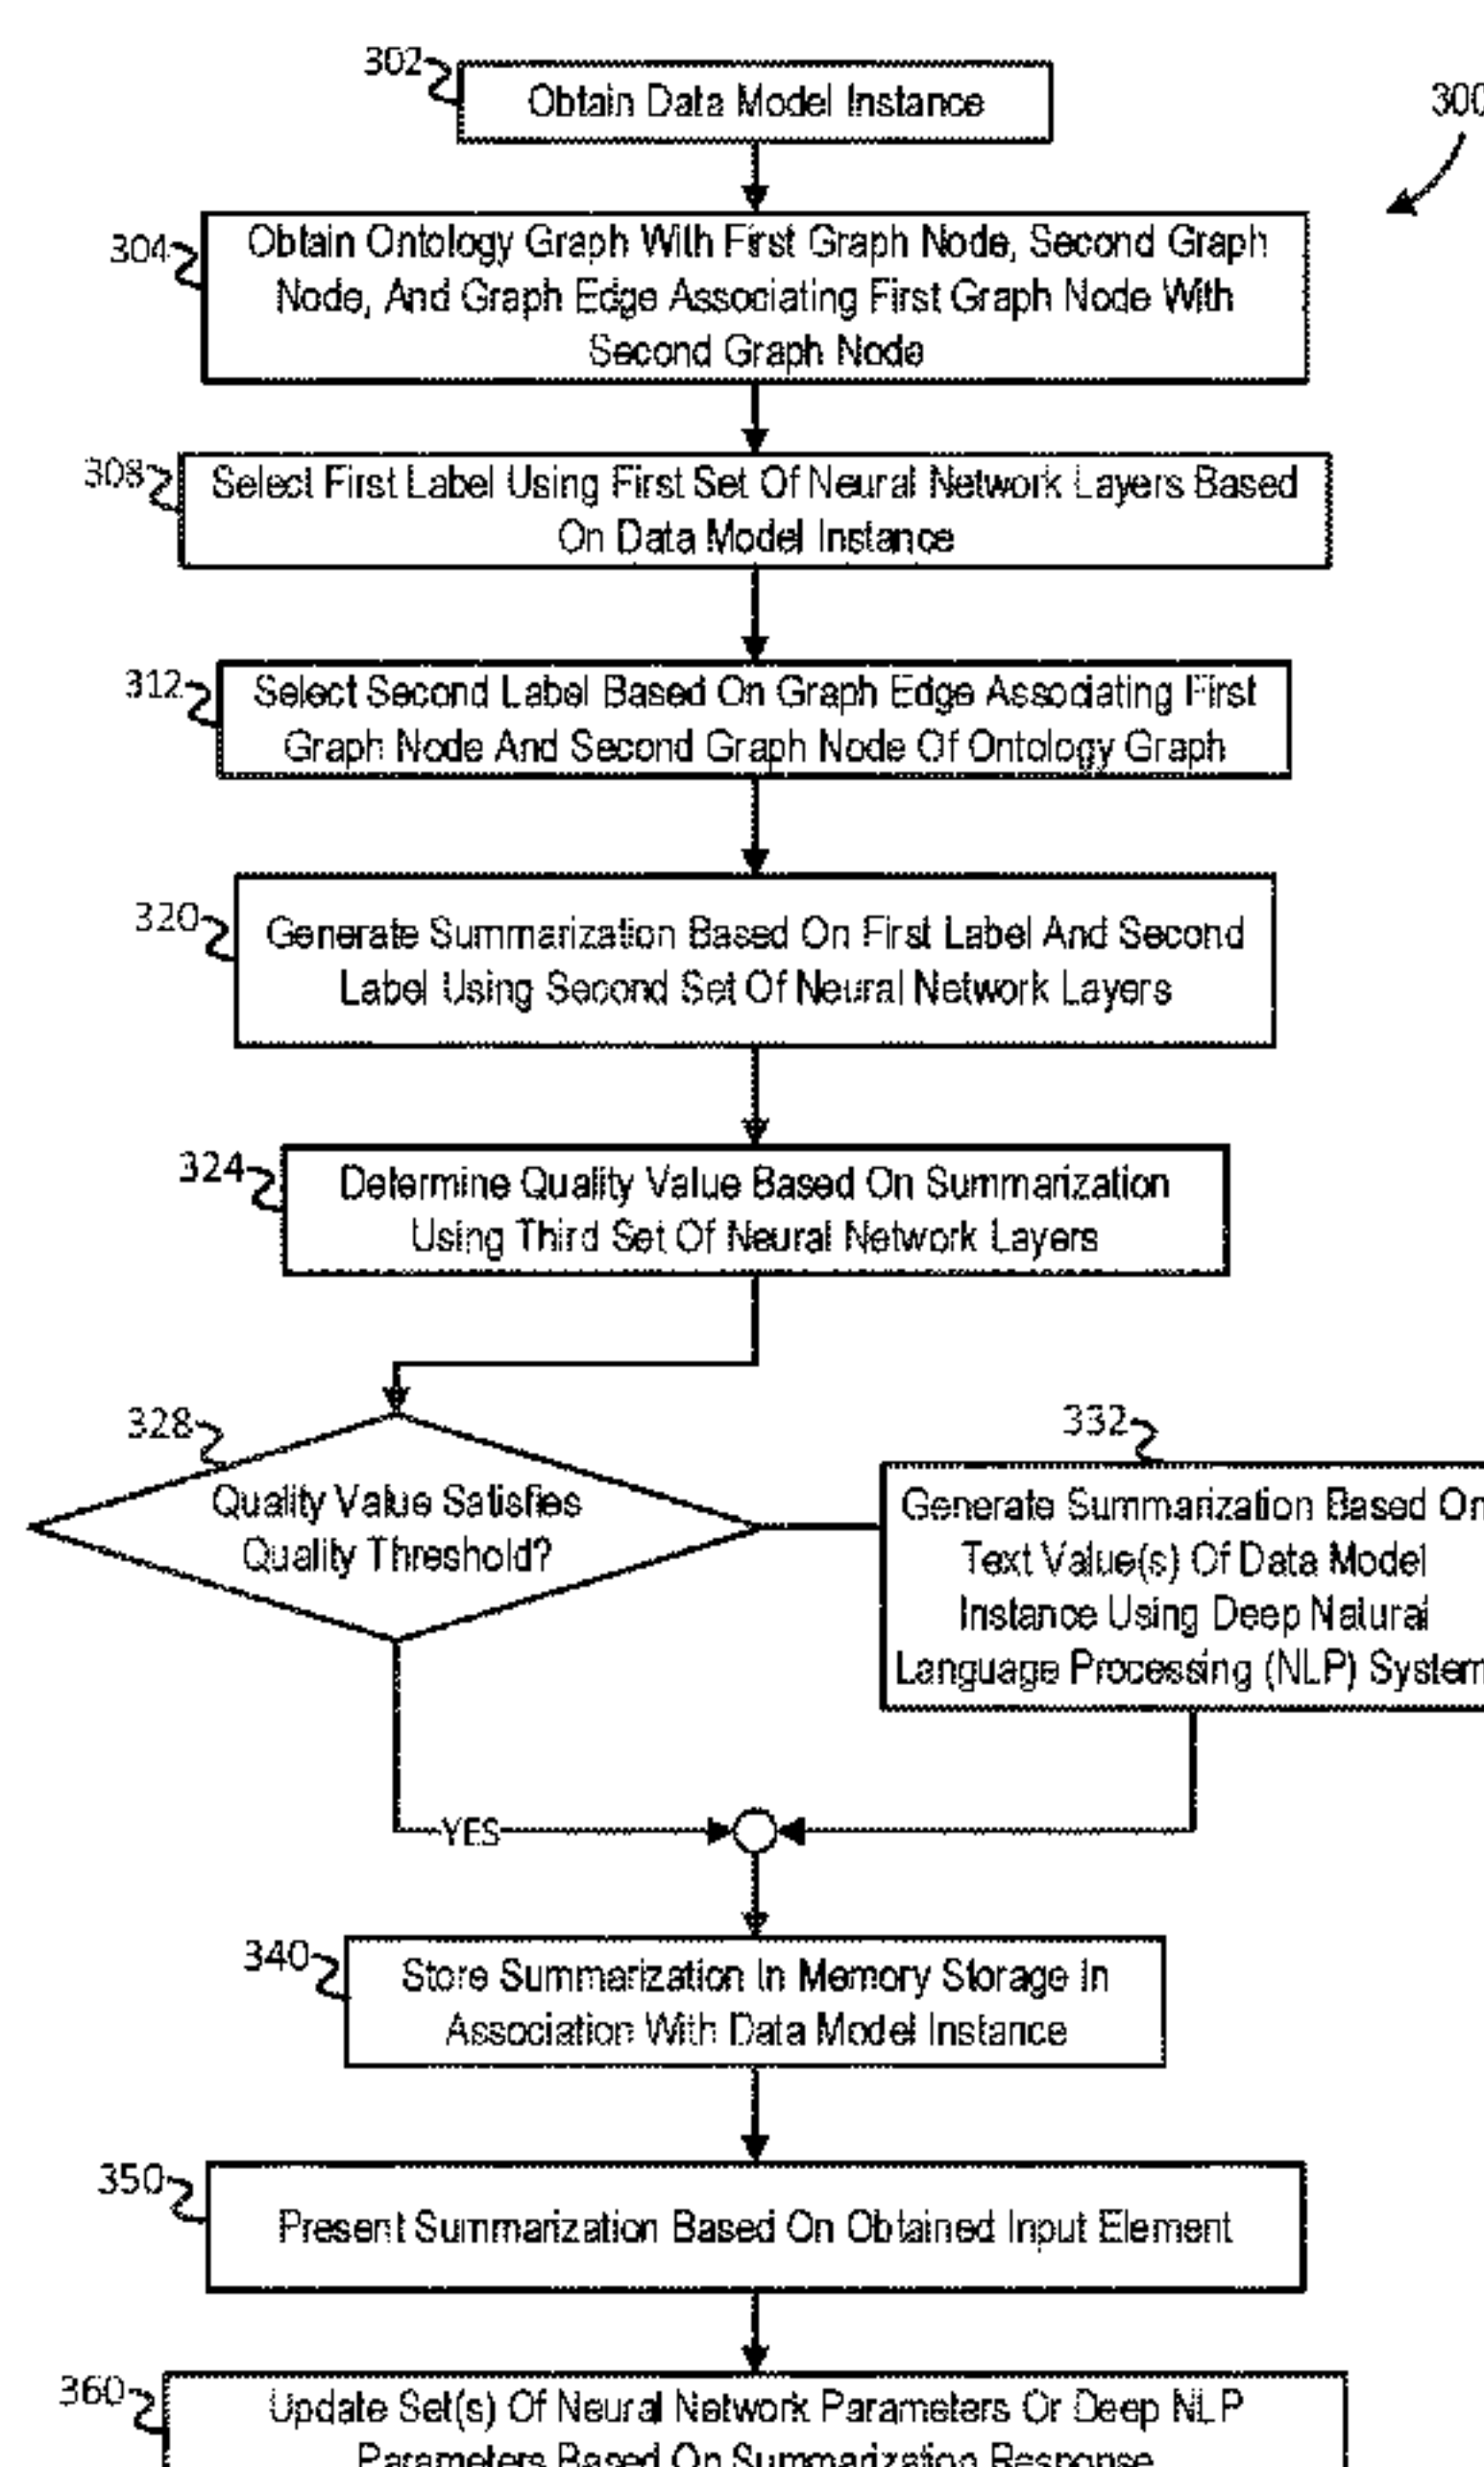 302
Obtain Data Model Instance
300
304
Obtain Ontology Graph With First Graph Node, Second Graph
Node, And Graph Edge Associating First Graph Node With
Second Graph Node
308
Select First Label Using First Set Of Neural Network Layers Based
On Data Model Instance
312
Select Second Label Based On Graph Edge Associating First
Graph Node And Second Graph Node Of Ontology Graph
320
Generate Summarization Based On First Label And Second
Label Using Second Set Of Neural Network Layers
324
Determine Quality Value Based On Summarization
Using Third Set Of Neural Network Layers
328
Quality Value Satisfies
Quality Threshold?
332
Generate Summarization Based On
Text Value(s) Of Data Model
Instance Using Deep Natural
Language Processing (NLP) System
YES
340
Store Summarization In Memory Storage In
Association With Data Model Instance
350
Present Summarization Based On Obtained Input Element
360
Update Set(s) Of Neural Network Parameters Or Deep NLP
Parameters Based On Summarization Response